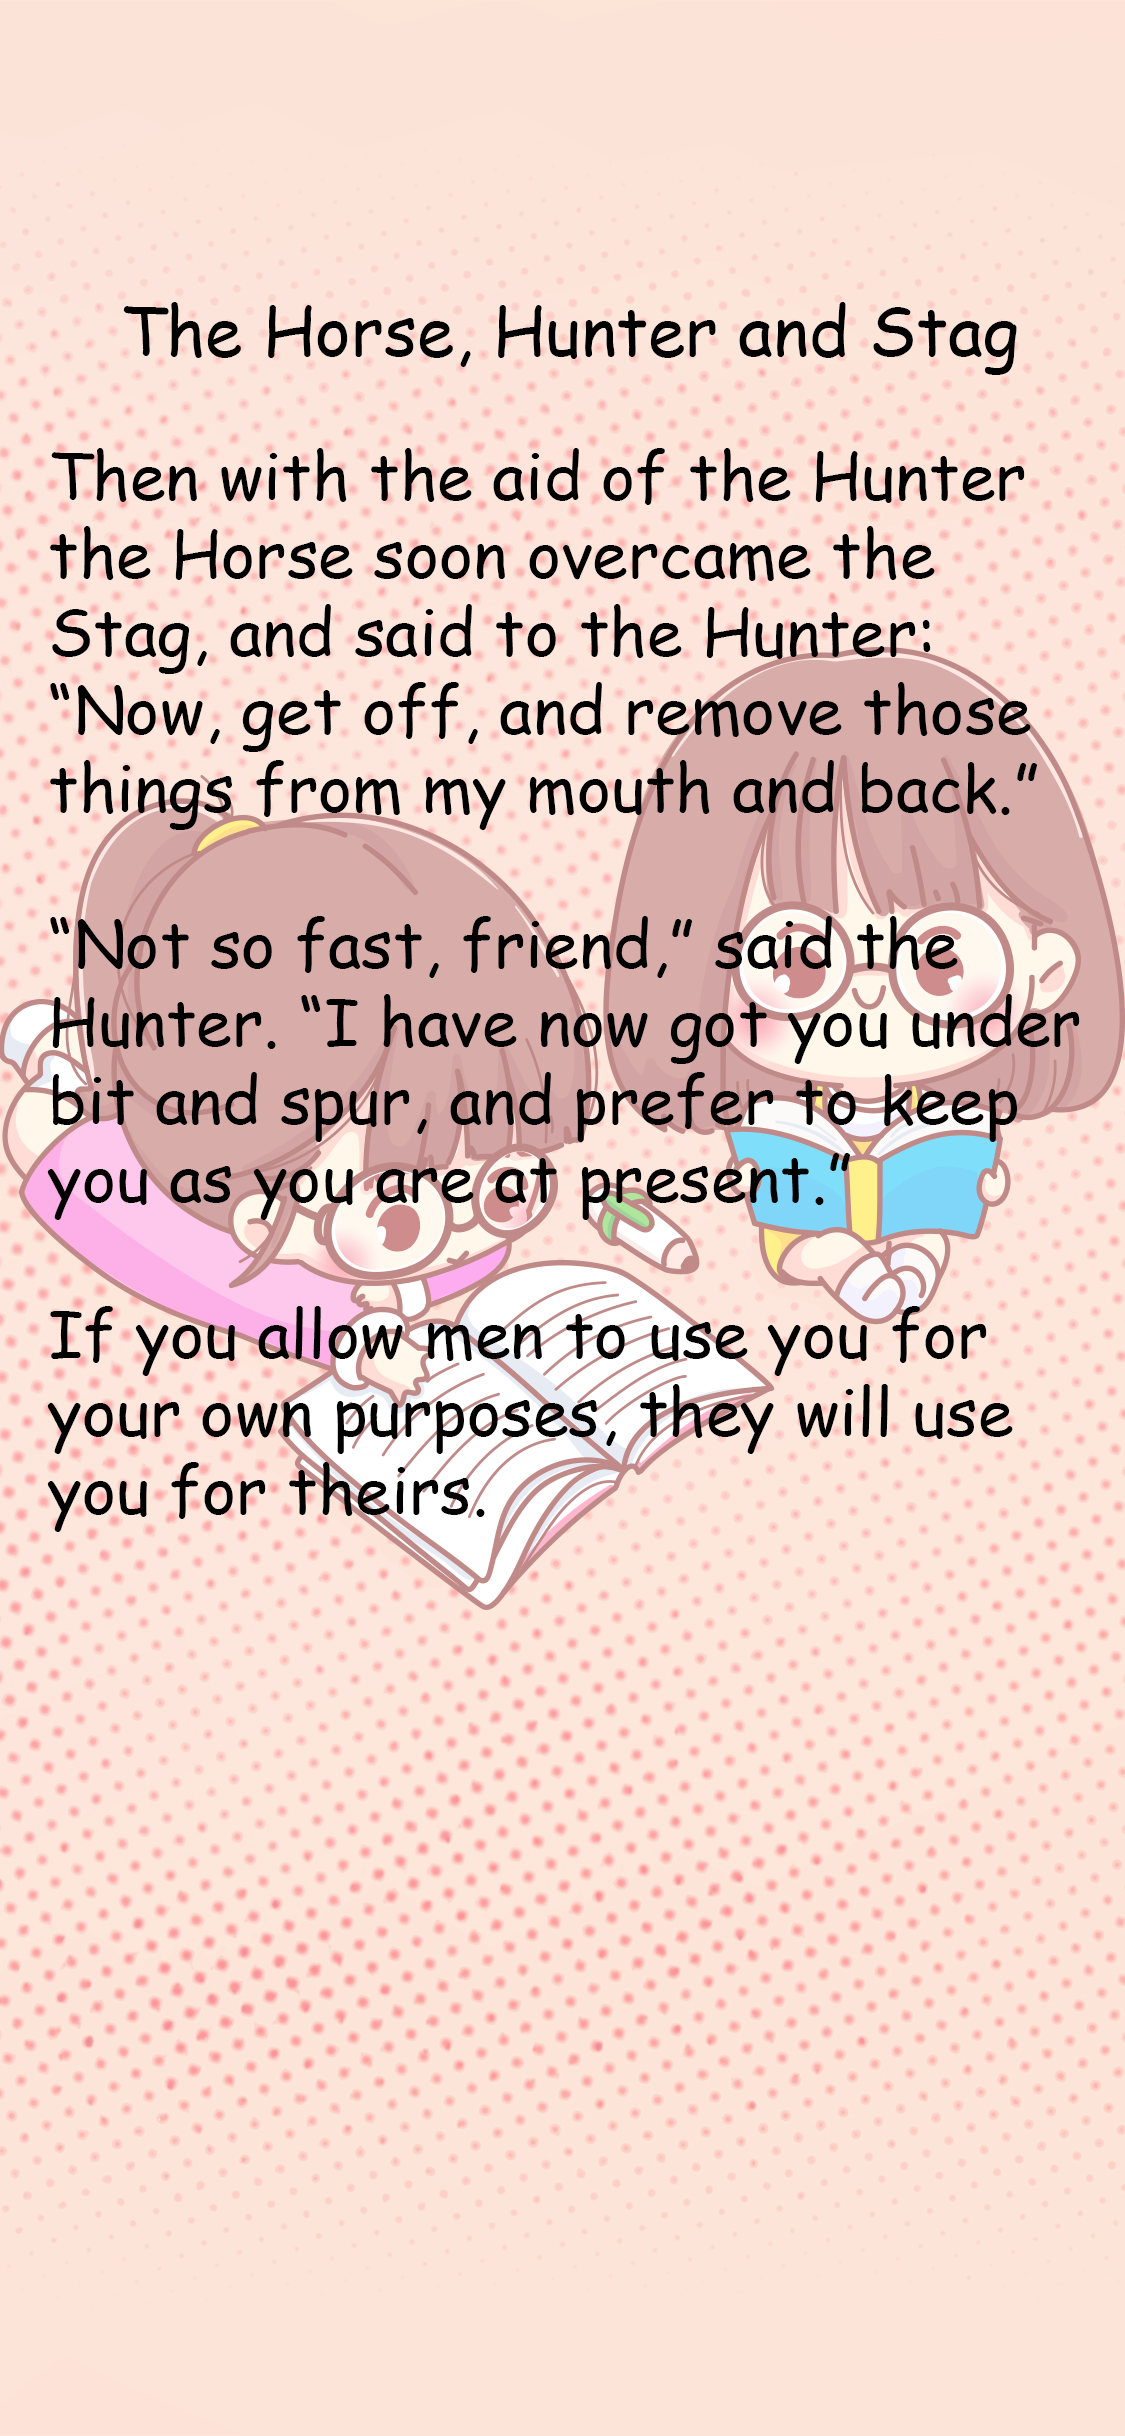 The Horse, Hunter and Stag
Then with the aid of the Hunter
the Horse soon overcame the
Stag, and said to the Hunter:
“Now, get off, and remove those
things from my mouth and back.”
“Not so fast, friend,” said the
Hunter. “I have now got you under
bit and spur, and prefer to keep
you as you are at present.”
If you allow men to use you for
your own purposes, they will use
you for theirs.